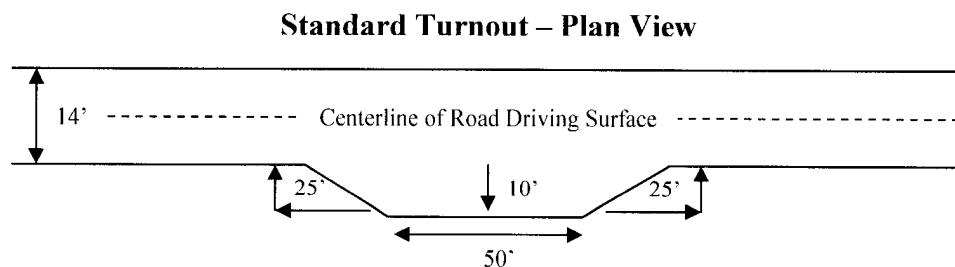 Standard Turnout – Plan View
14’
Centerline of Road Driving Surface
25’
10’
25’
50’